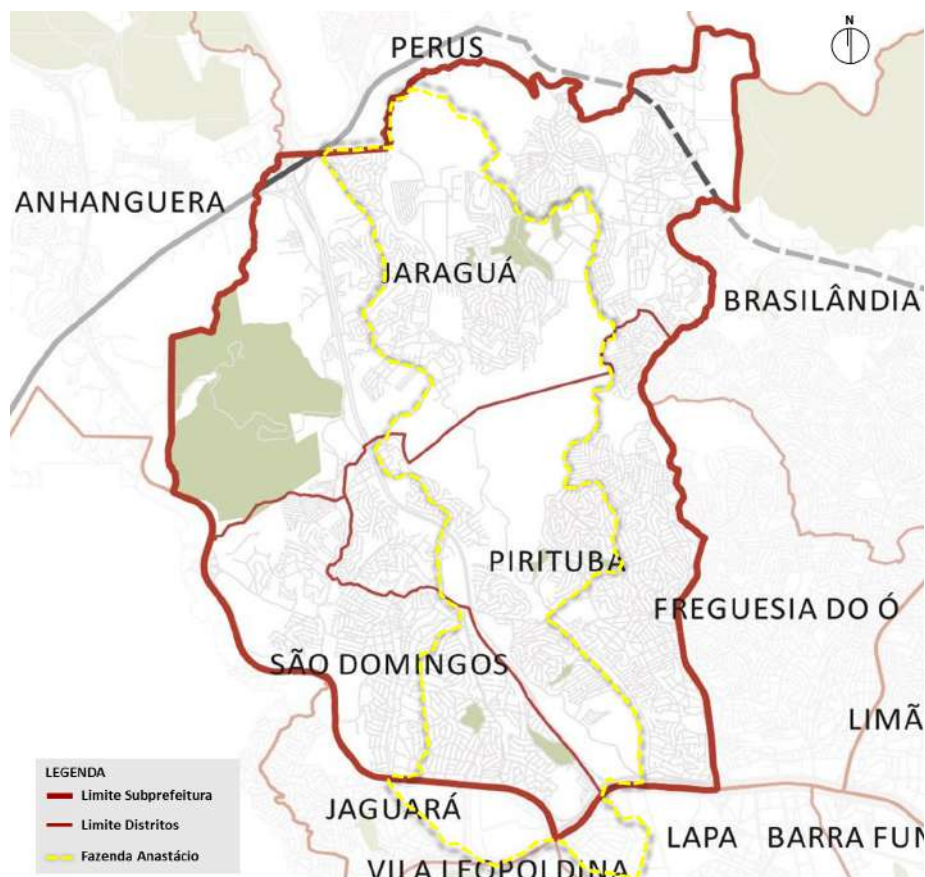 N
PERUS
ANHANGUERA
JARAGUÁ
BRASILÂNDIA
PIRITUBA
FREGUESIA DO Ó
SÃO DOMINGOS
LIMÃ
LEGENDA
Limite Subprefeitura
Limite Distritos
Fazenda Anastácio
JAGUARÁ
LAPA
BARRA FUN
VILA LEOPOLDINA